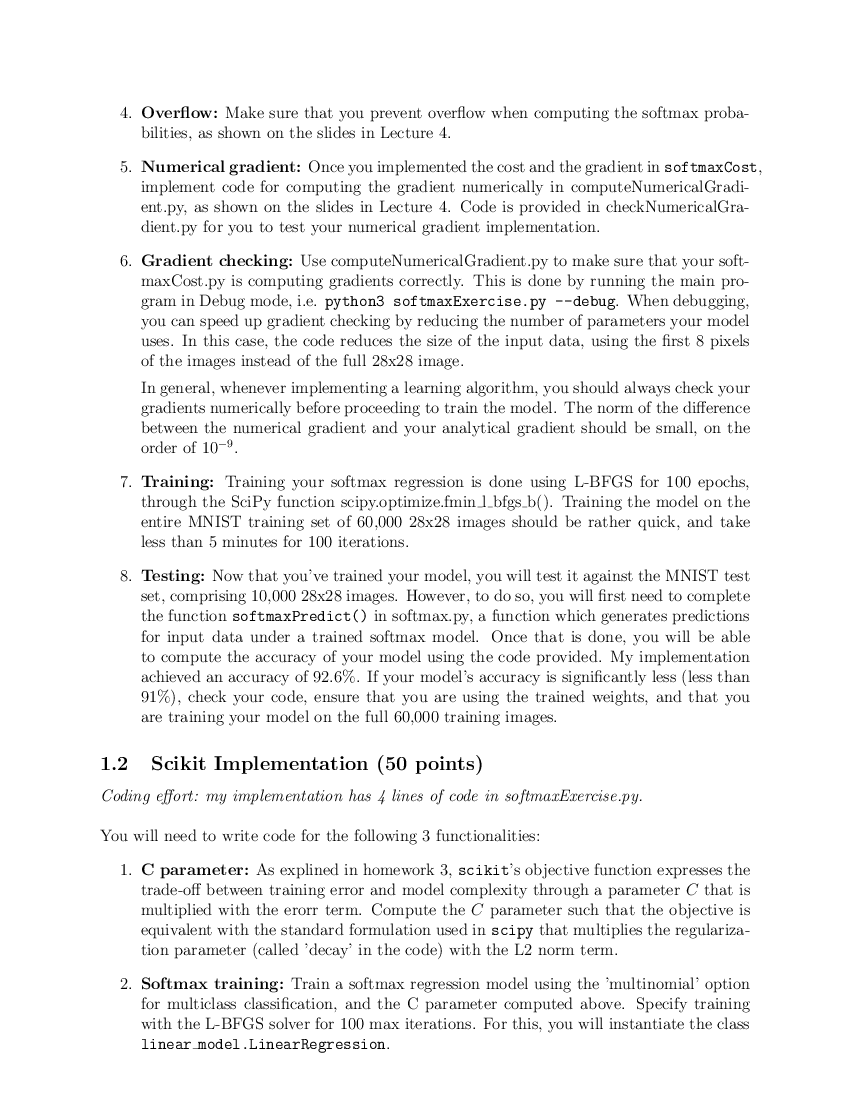 4. Overflow: Make sure that you prevent overflow when computing the softmax proba-
bilities, as shown on the slides in Lecture 4.
5. Numerical gradient: Once you implemented the cost and the gradient in softmaxCost,
implement code for computing the gradient numerically in computeNumericalGradi-
ent.py, as shown on the slides in Lecture 4. Code is provided in checkNumericalGra-
dient.py for you to test your numerical gradient implementation.
6. Gradient checking: Use computeNumericalGradient.py to make sure that your soft-
maxCost.py is computing gradients correctly. This is done by running the main pro-
gram in Debug mode, i.e. python3 softmaxExercise.py --debug. When debugging,
you can speed up gradient checking by reducing the number of parameters your model
uses. In this case, the code reduces the size of the input data, using the first 8 pixels
of the images instead of the full 28x28 image.
In general, whenever implementing a learning algorithm, you should always check your
gradients numerically before proceeding to train the model. The norm of the difference
between the numerical gradient and your analytical gradient should be small, on the
order of 10⁻⁹.
7. Training: Training your softmax regression is done using L-BFGS for 100 epochs,
through the SciPy function scipy.optimize.fmin_l_bfgs_b(). Training the model on the
entire MNIST training set of 60,000 28x28 images should be rather quick, and take
less than 5 minutes for 100 iterations.
8. Testing: Now that you've trained your model, you will test it against the MNIST test
set, comprising 10,000 28x28 images. However, to do so, you will first need to complete
the function softmaxPredict() in softmax.py, a function which generates predictions
for input data under a trained softmax model. Once that is done, you will be able
to compute the accuracy of your model using the code provided. My implementation
achieved an accuracy of 92.6%. If your model's accuracy is significantly less (less than
91%), check your code, ensure that you are using the trained weights, and that you
are training your model on the full 60,000 training images.
1.2 Scikit Implementation (50 points)
Coding effort: my implementation has 4 lines of code in softmaxExercise.py.
You will need to write code for the following 3 functionalities:
1. C parameter: As explined in homework 3, scikit's objective function expresses the
trade-off between training error and model complexity through a parameter C that is
multiplied with the erorr term. Compute the C parameter such that the objective is
equivalent with the standard formulation used in scipy that multiplies the regulariza-
tion parameter (called 'decay' in the code) with the L2 norm term.
2. Softmax training: Train a softmax regression model using the 'multinomial' option
for multiclass classification, and the C parameter computed above. Specify training
with the L-BFGS solver for 100 max iterations. For this, you will instantiate the class
linear_model.LinearRegression.